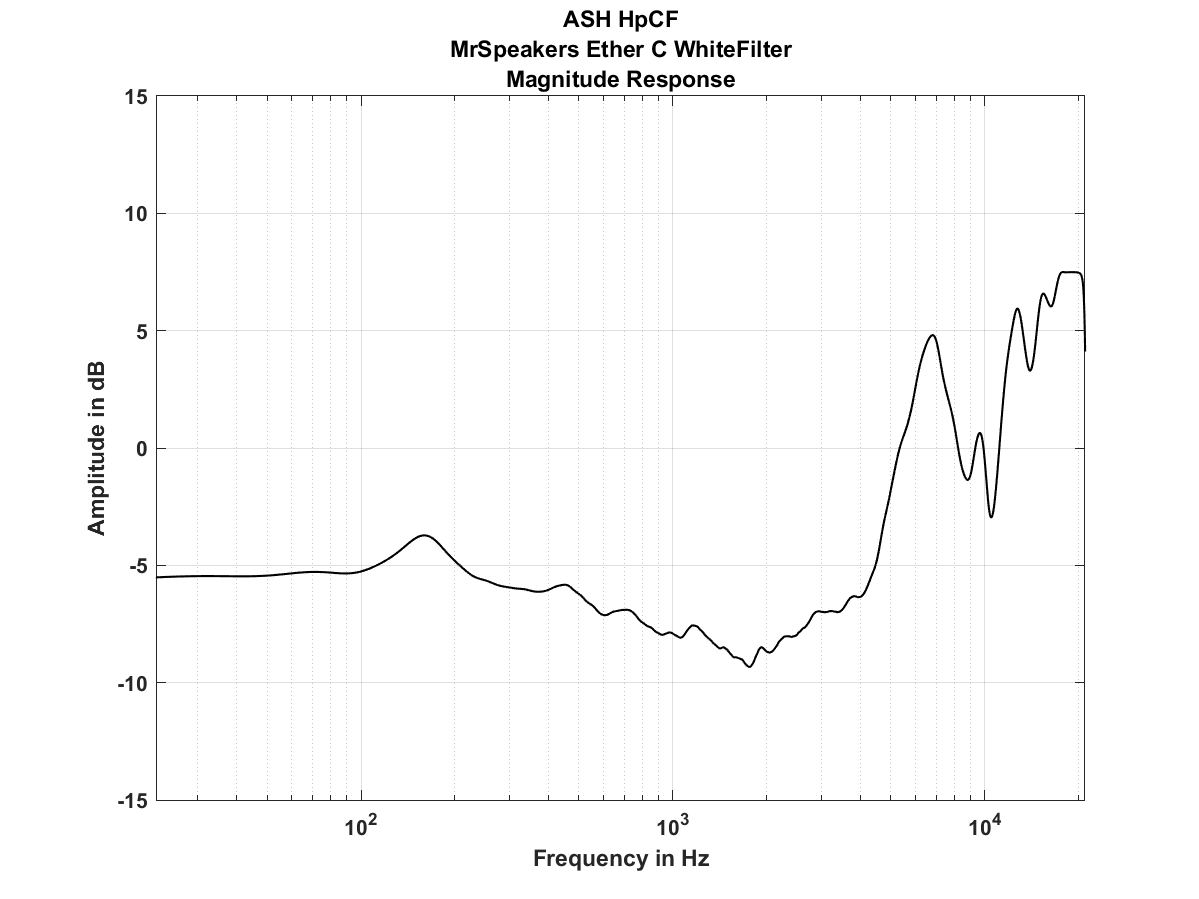 ASH HpCF
MrSpeakers Ether C WhiteFilter
Magnitude Response
15
10
5
0
-5
-10
-15
Amplitude in dB
10² 10³ 10⁴
Frequency in Hz